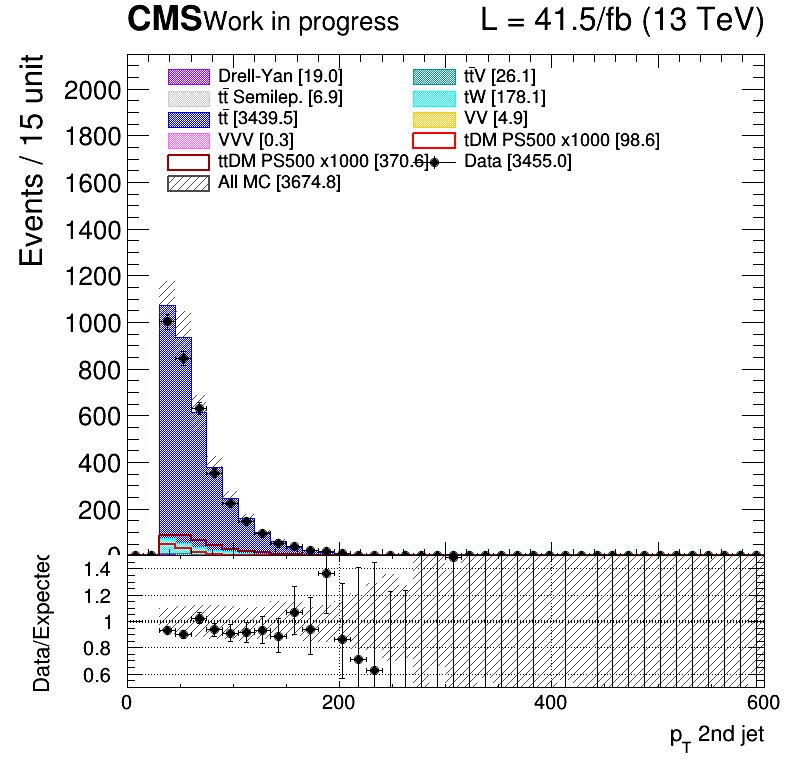 CMS Work in progress L = 41.5/fb (13 TeV)
Events / 15 unit
Drell-Yan [19.0] tt̄V [26.1]
tt̄ Semilep. [6.9] tW [178.1]
tt̄ [3439.5] VV [4.9]
VVV [0.3] tDM PS500 x1000 [98.6]
ttDM PS500 x1000 [370.6] Data [3455.0]
All MC [3674.8]
2000
1800
1600
1400
1200
1000
800
600
400
200
0
Data/Expected
1.4
1.2
1
0.8
0.6
0 200 400 600
p_T 2nd jet